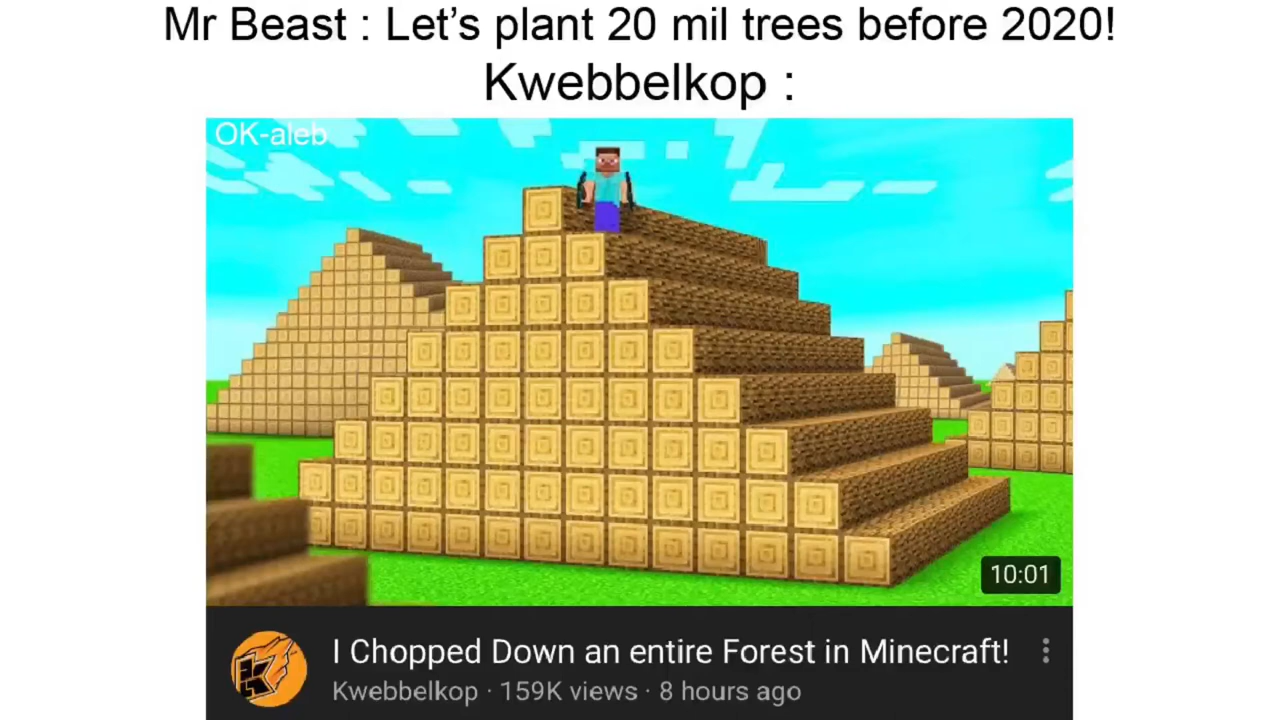 Mr Beast : Let’s plant 20 mil trees before 2020!
Kwebbelkop :
OK-aleb
10:01
I Chopped Down an entire Forest in Minecraft!
Kwebbelkop · 159K views · 8 hours ago